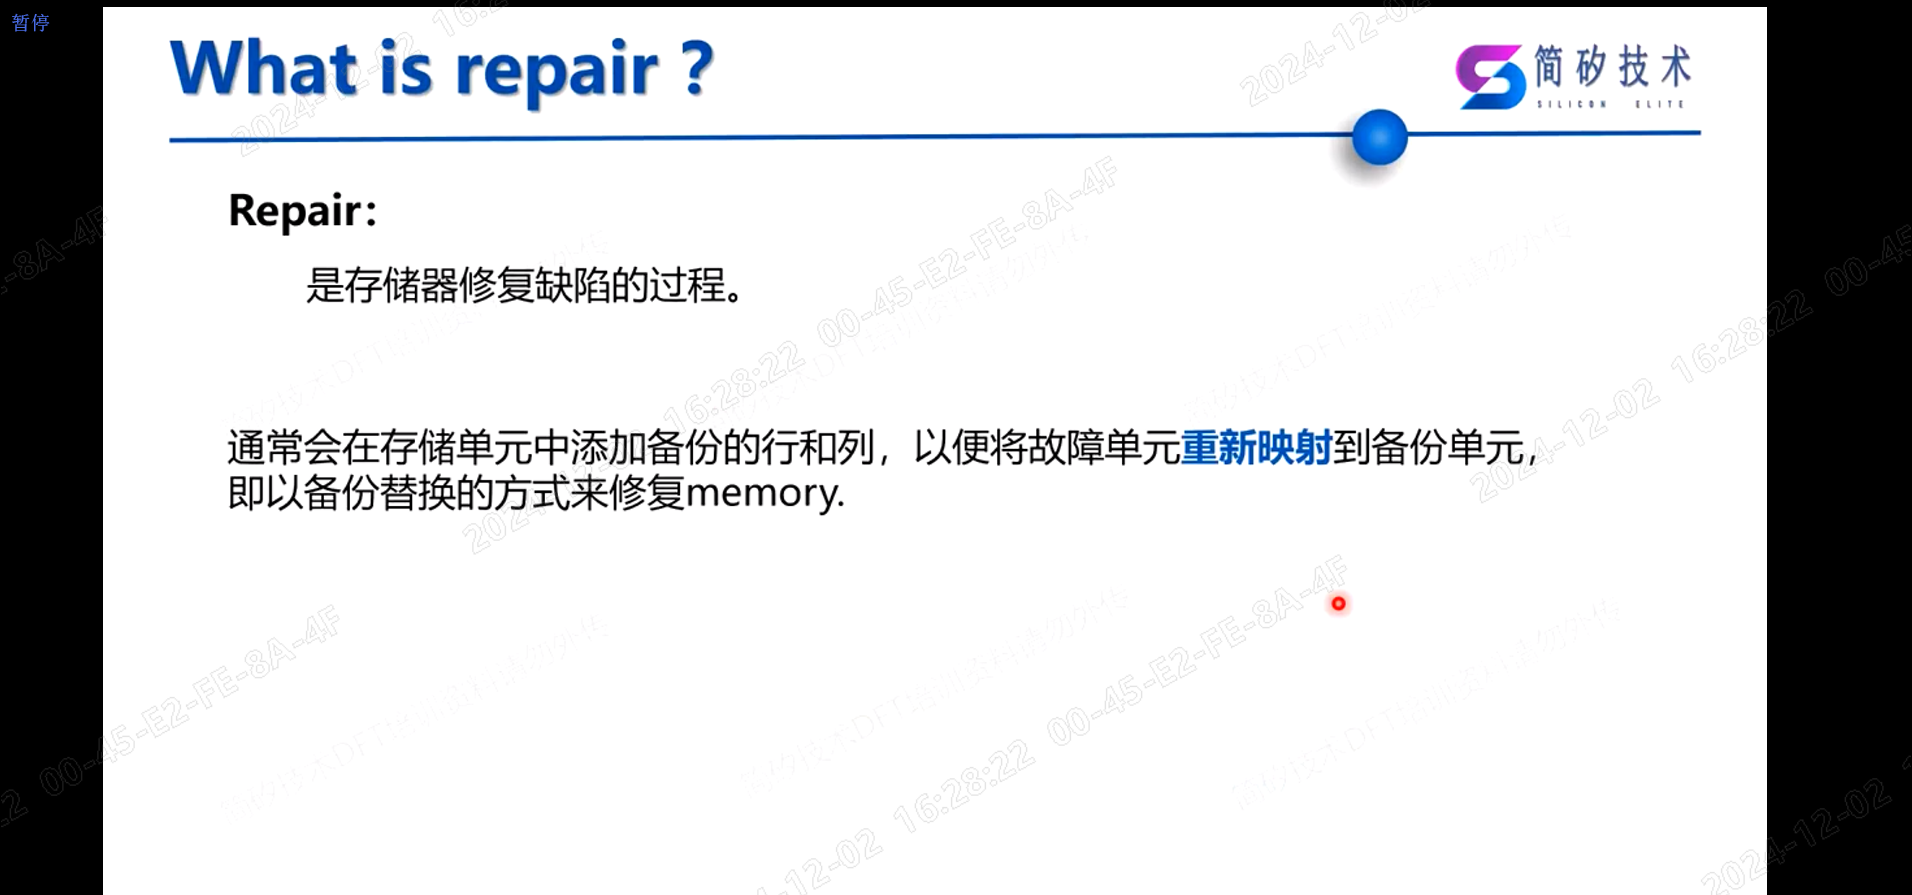 暂停
What is repair ?
简矽技术
SILICON ELITE
Repair:
是存储器修复缺陷的过程。
通常会在存储单元中添加备份的行和列，以便将故障单元重新映射到备份单元，
即以备份替换的方式来修复memory.
2024-12-02 16:28:22 00-45-E2-FE-8A-4F
简矽技术DFT培训资料请勿外传